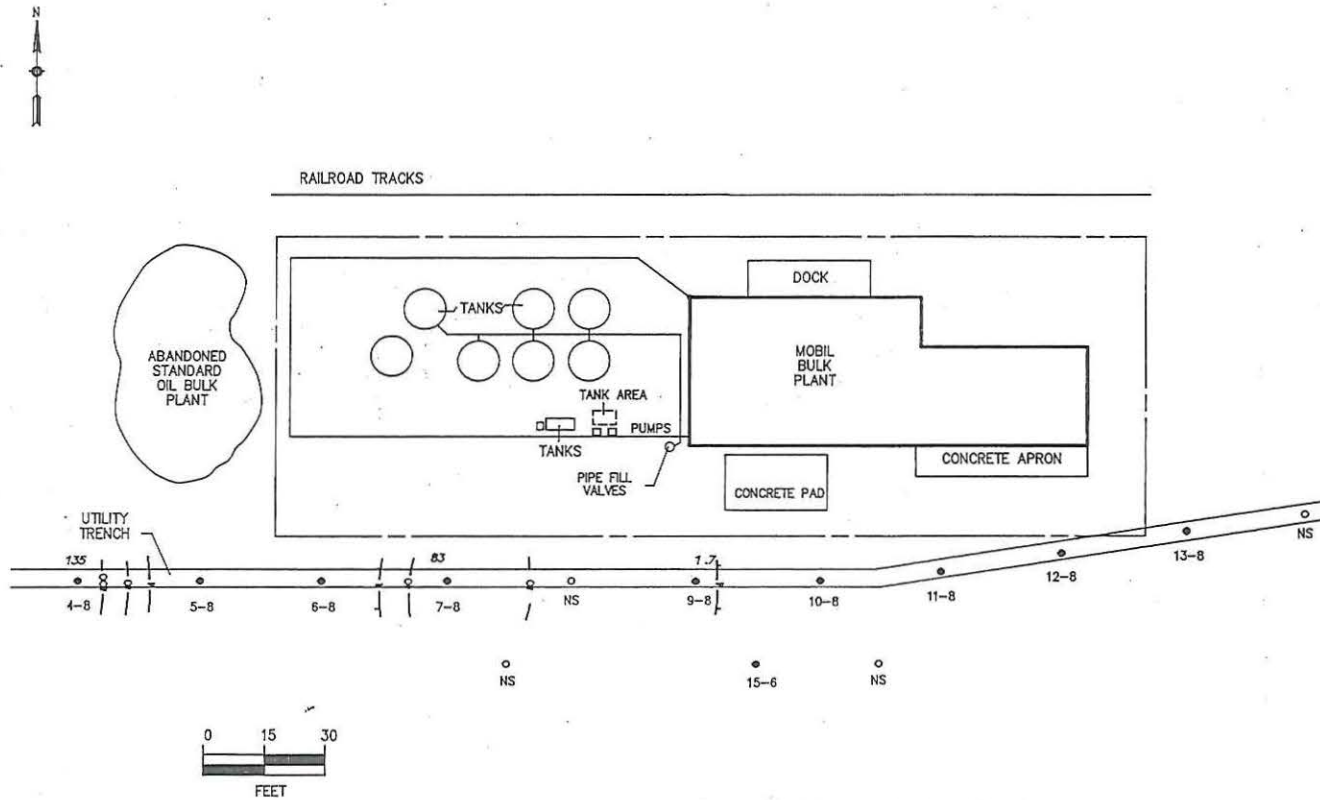 N
RAILROAD TRACKS
DOCK
TANKS
MOBIL
BULK
PLANT
ABANDONED
STANDARD
OIL BULK
PLANT
TANK AREA
PUMPS
TANKS
CONCRETE APRON
PIPE FILL
VALVES
CONCRETE PAD
UTILITY
TRENCH
135
83
1.7
NS
13-8
12-8
11-8
4-8
5-8
6-8
7-8
NS
9-8
10-8
NS
15-6
NS
0 15 30
FEET